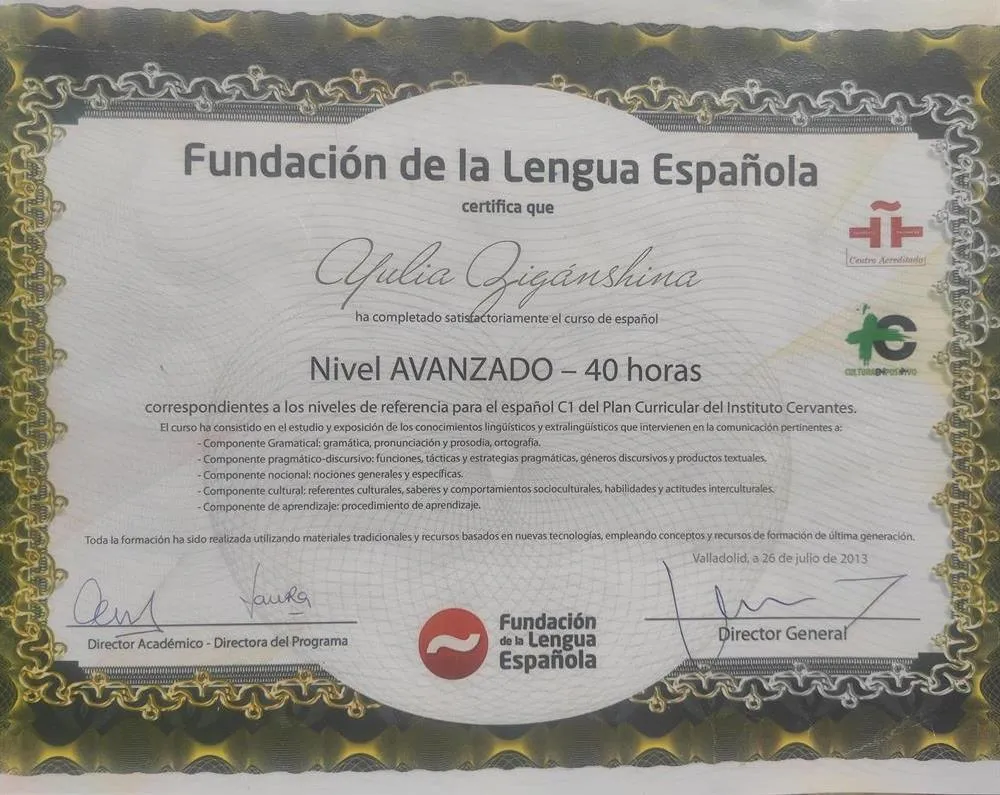 Fundación de la Lengua Española
certifica que
Yulia Zigánshina
ha completado satisfactoriamente el curso de español
Nivel AVANZADO – 40 horas
correspondientes a los niveles de referencia para el español C1 del Plan Curricular del Instituto Cervantes.
El curso ha consistido en el estudio y exposición de los conocimientos lingüísticos y extralingüísticos que intervienen en la comunicación pertinentes a:
- Componente Gramatical: gramática, pronunciación y prosodia, ortografía.
- Componente pragmático-discursivo: funciones, tácticas y estrategias pragmáticas, géneros discursivos y productos textuales.
- Componente nocional: nociones generales y específicas.
- Componente cultural: referentes culturales, saberes y comportamientos socioculturales, habilidades y actitudes interculturales.
- Componente de aprendizaje: procedimiento de aprendizaje.
Toda la formación ha sido realizada utilizando materiales tradicionales y recursos basados en nuevas tecnologías, empleando conceptos y recursos de formación de última generación.
Valladolid, a 26 de julio de 2013
Laura
Director Académico - Directora del Programa
Director General
Fundación
de la Lengua
Española
Centro Acreditado
C
CULTURAENPOSITIVO